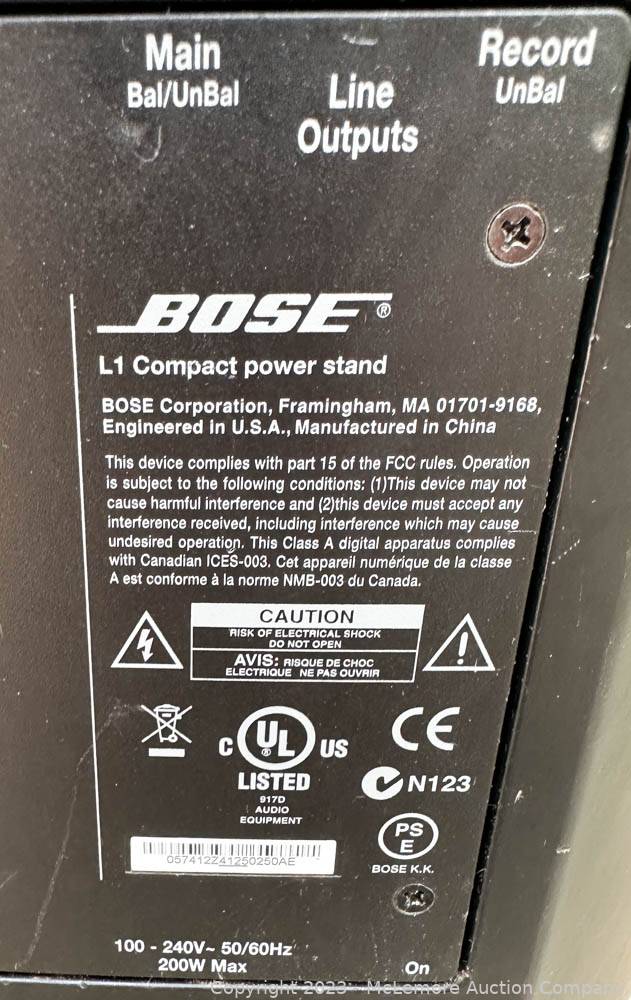 Main
Bal/UnBal
Line
Outputs
Record
UnBal
BOSE®
L1 Compact power stand
BOSE Corporation, Framingham, MA 01701-9168,
Engineered in U.S.A., Manufactured in China
This device complies with part 15 of the FCC rules. Operation
is subject to the following conditions: (1)This device may not
cause harmful interference and (2)this device must accept any
interference received, including interference which may cause
undesired operation. This Class A digital apparatus complies
with Canadian ICES-003. Cet appareil numérique de la classe
A est conforme à la norme NMB-003 du Canada.
CAUTION
RISK OF ELECTRICAL SHOCK
DO NOT OPEN
AVIS: RISQUE DE CHOC
ELECTRIQUE NE PAS OUVRIR
C UL® US
LISTED
917D
AUDIO
EQUIPMENT
CE
N123
PS
E
BOSE K.K.
057412Z41250250AE
100 - 240V~ 50/60Hz
200W Max
On
Copyright 2023 - McLemore Auction Company